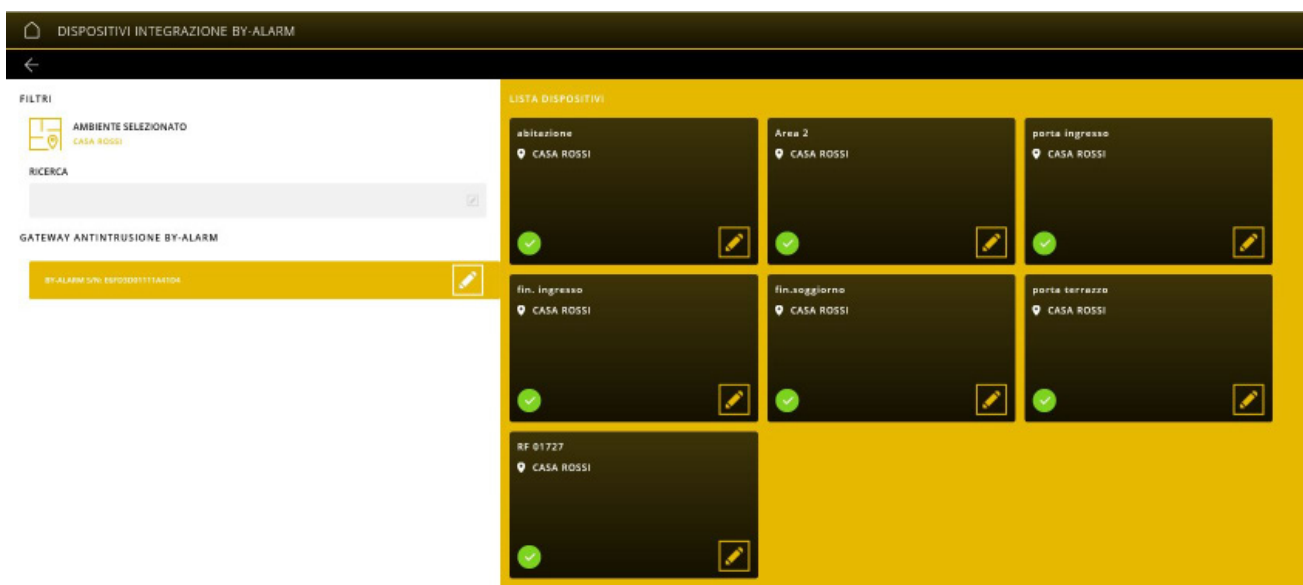 DISPOSITIVI INTEGRAZIONE BY-ALARM
FILTRI
AMBIENTE SELEZIONATO
CASA ROSSI
RICERCA
GATEWAY ANTINTRUSIONE BY-ALARM
BY-ALARM S/N:
LISTA DISPOSITIVI
abitazione
CASA ROSSI
Area 2
CASA ROSSI
porta ingresso
CASA ROSSI
fin. ingresso
CASA ROSSI
fin.soggiorno
CASA ROSSI
porta terrazzo
CASA ROSSI
RF 01727
CASA ROSSI